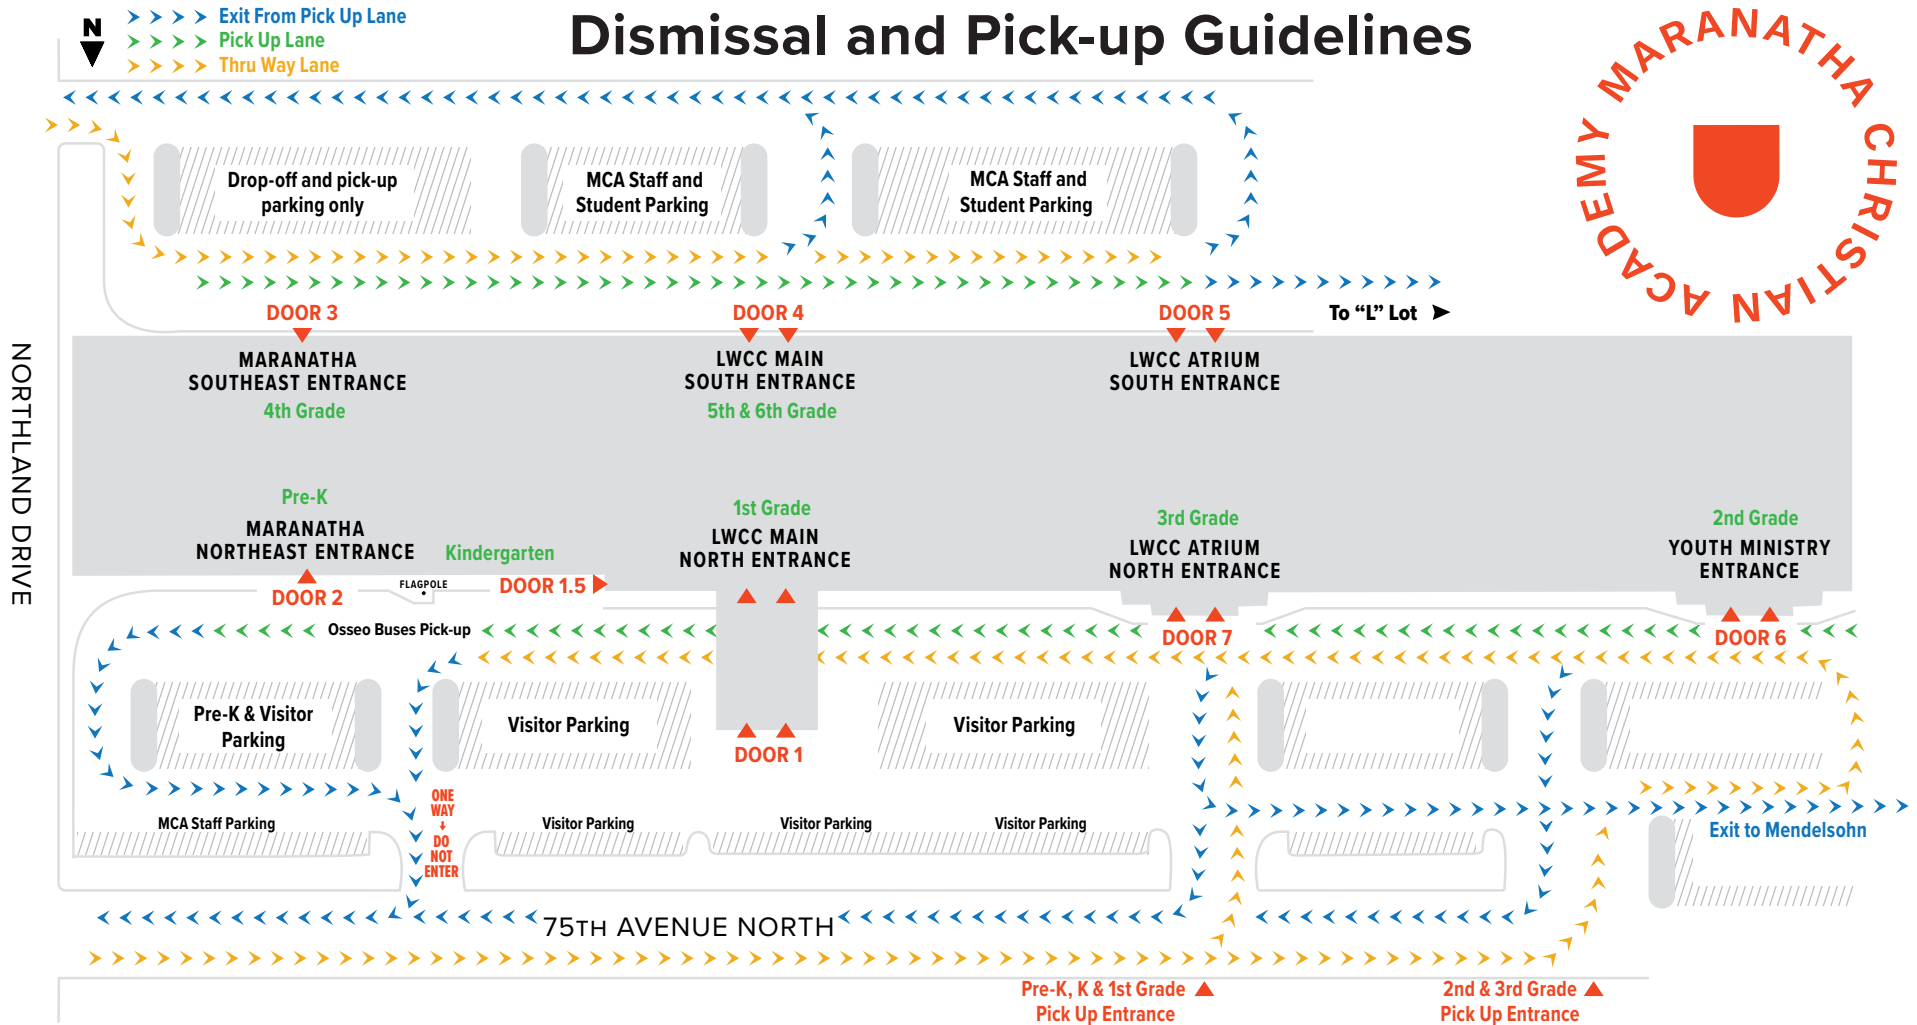 N
Exit From Pick Up Lane
Pick Up Lane
Thru Way Lane
Dismissal and Pick-up Guidelines
MARANATHA CHRISTIAN ACADEMY
Drop-off and pick-up
parking only
MCA Staff and
Student Parking
MCA Staff and
Student Parking
DOOR 3
DOOR 4
DOOR 5
To “L” Lot
NORTHLAND DRIVE
MARANATHA
SOUTHEAST ENTRANCE
4th Grade
LWCC MAIN
SOUTH ENTRANCE
5th & 6th Grade
LWCC ATRIUM
SOUTH ENTRANCE
Pre-K
MARANATHA
NORTHEAST ENTRANCE
Kindergarten
1st Grade
LWCC MAIN
NORTH ENTRANCE
3rd Grade
LWCC ATRIUM
NORTH ENTRANCE
2nd Grade
YOUTH MINISTRY
ENTRANCE
DOOR 2
FLAGPOLE
DOOR 1.5
Osseo Buses Pick-up
DOOR 7
DOOR 6
Pre-K & Visitor
Parking
Visitor Parking
DOOR 1
Visitor Parking
ONE
WAY
DO
NOT
ENTER
MCA Staff Parking
Visitor Parking
Visitor Parking
Visitor Parking
Exit to Mendelsohn
75TH AVENUE NORTH
Pre-K, K & 1st Grade
Pick Up Entrance
2nd & 3rd Grade
Pick Up Entrance